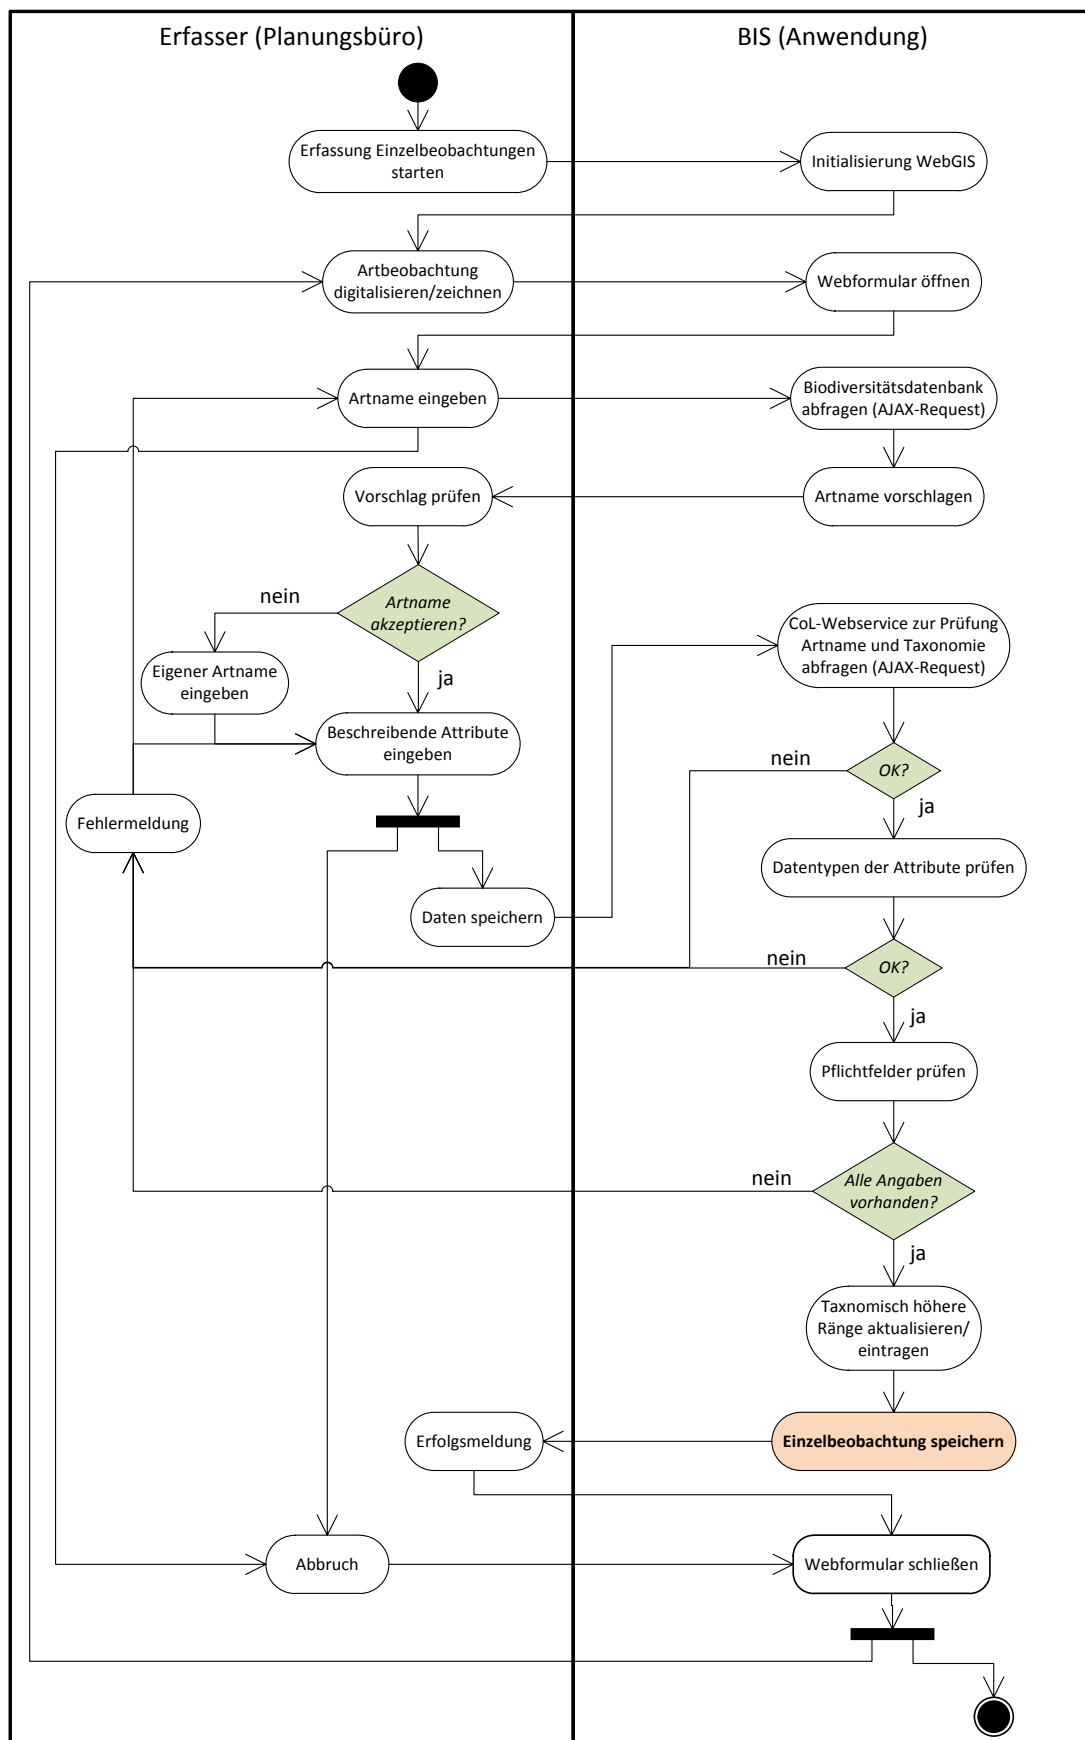 Erfasser (Planungsbüro)
BIS (Anwendung)
Erfassung Einzelbeobachtungen
starten
Initialisierung WebGIS
Artbeobachtung
digitalisieren/zeichnen
Webformular öffnen
Artname eingeben
Biodiversitätsdatenbank
abfragen (AJAX-Request)
Vorschlag prüfen
Artname vorschlagen
nein
Artname
akzeptieren?
ja
Eigener Artname
eingeben
CoL-Webservice zur Prüfung
Artname und Taxonomie
abfragen (AJAX-Request)
Beschreibende Attribute
eingeben
nein
OK?
ja
Fehlermeldung
Datentypen der Attribute prüfen
Daten speichern
nein
OK?
ja
Pflichtfelder prüfen
nein
Alle Angaben
vorhanden?
ja
Taxnomisch höhere
Ränge aktualisieren/
eintragen
Erfolgsmeldung
Einzelbeobachtung speichern
Abbruch
Webformular schließen